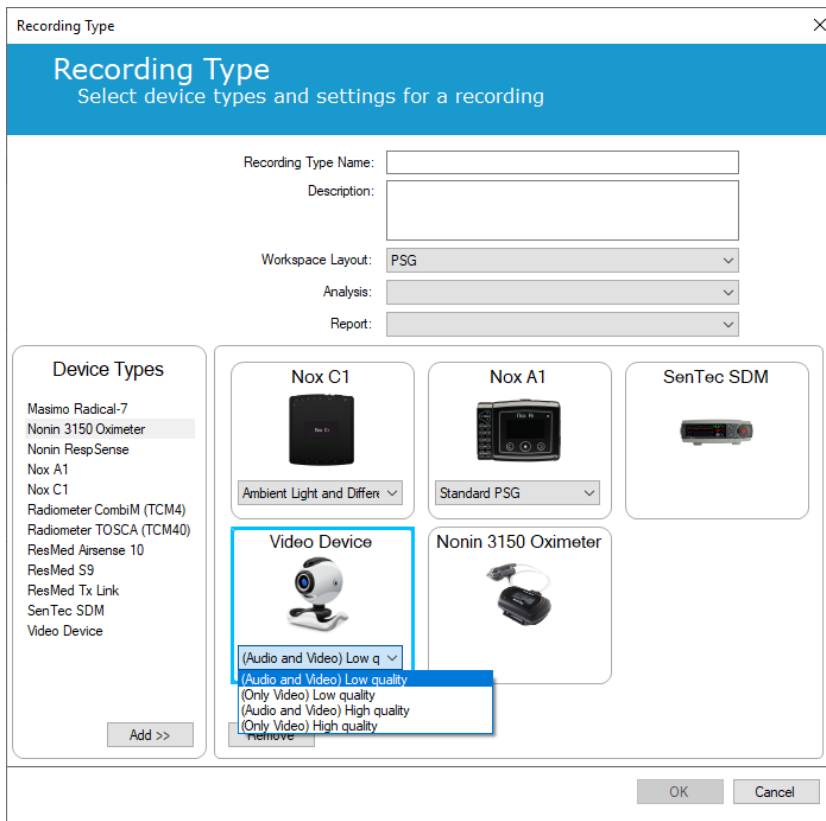 Recording Type
Recording Type
Select device types and settings for a recording
Recording Type Name:
Description:
Workspace Layout: PSG
Analysis:
Report:
Device Types
Masimo Radical-7
Nonin 3150 Oximeter
Nonin RespSense
Nox A1
Nox C1
Radiometer CombiM (TCM4)
Radiometer TOSCA (TCM40)
ResMed Airsense 10
ResMed S9
ResMed Tx Link
SenTec SDM
Video Device
Add >>
Nox C1
Nox C1
Ambient Light and Differe
Nox A1
Nox A1
Standard PSG
SenTec SDM
Video Device
(Audio and Video) Low q
(Audio and Video) Low quality
(Only Video) Low quality
(Audio and Video) High quality
(Only Video) High quality
Nonin 3150 Oximeter
Remove
OK
Cancel